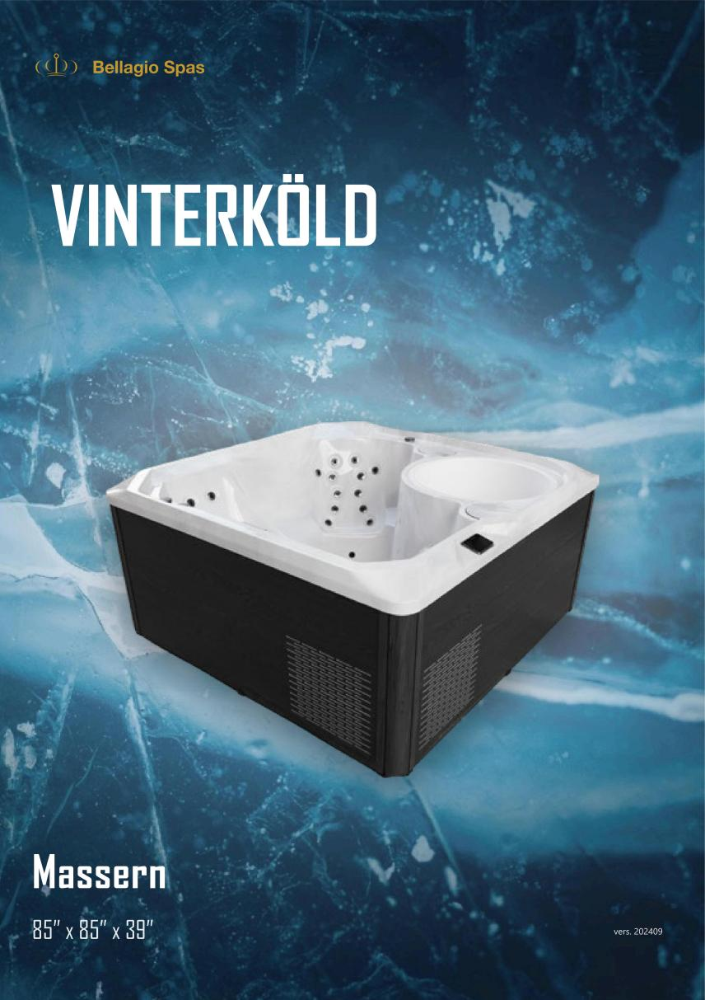 Bellagio Spas
VINTERKÖLD
Massern
85" x 85" x 39"
vers. 202409